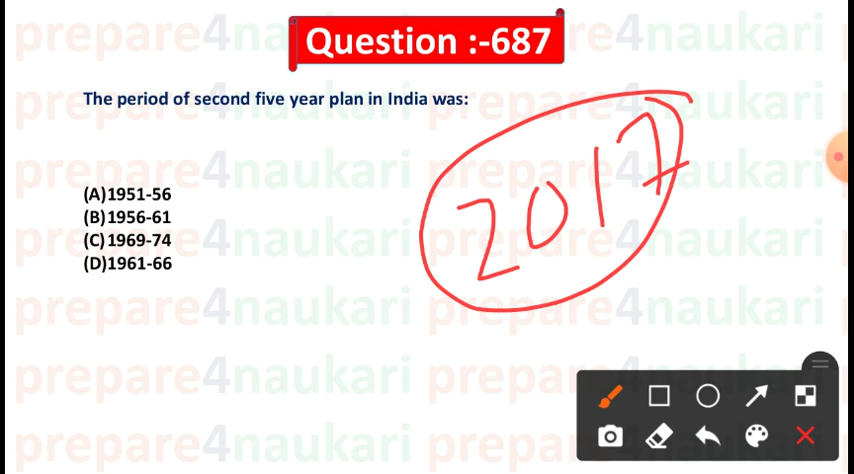 Question :-687
The period of second five year plan in India was:
2017
(A)1951-56
(B)1956-61
(C)1969-74
(D)1961-66
prepare4naukari